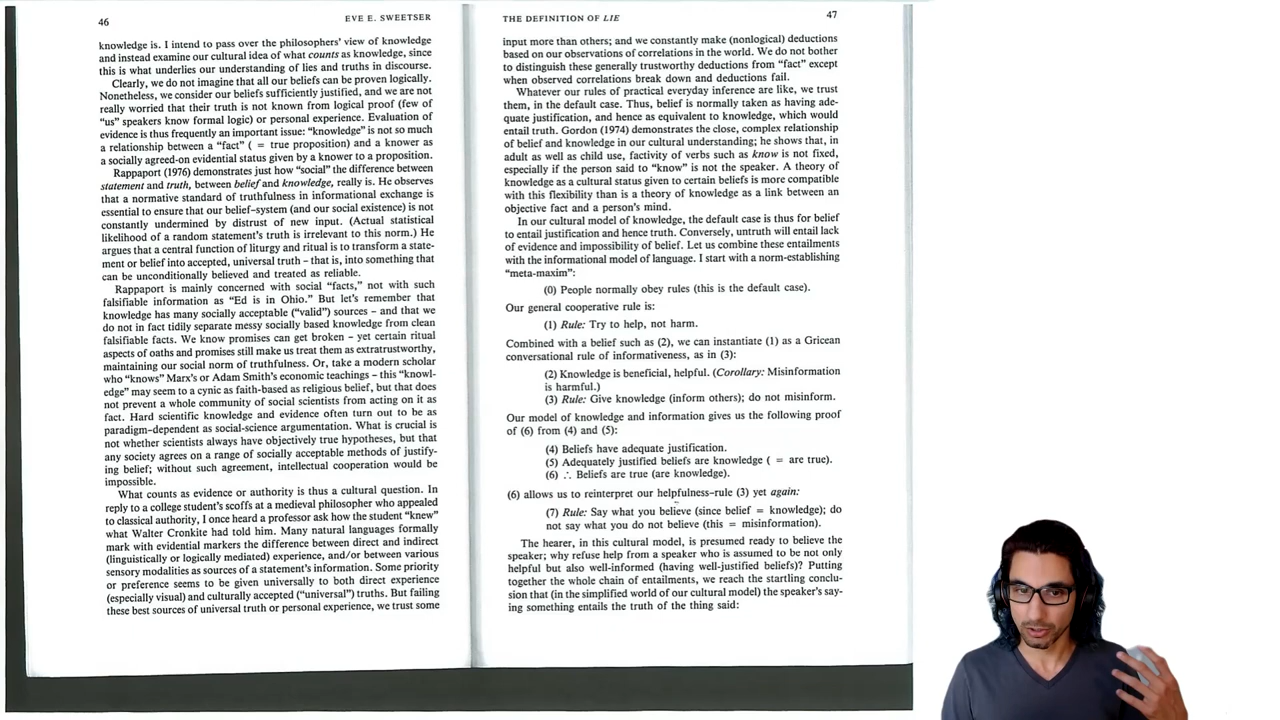 46
EVE E. SWEETSER
knowledge is. I intend to pass over the philosophers' view of knowledge
and instead examine our cultural idea of what counts as knowledge, since
this is what underlies our understanding of lies and truths in discourse.
Clearly, we do not imagine that all our beliefs can be proven logically.
Nonetheless, we consider our beliefs sufficiently justified, and we are not
really worried that their truth is not known from logical proof (few of
"us" speakers know formal logic) or personal experience. Evaluation of
evidence is thus frequently an important issue: "knowledge" is not so much
a relationship between a "fact" ( = true proposition) and a knower as
a socially agreed-on evidential status given by a knower to a proposition.
Rappaport (1976) demonstrates just how "social" the difference between
statement and truth, between belief and knowledge, really is. He observes
that a normative standard of truthfulness in informational exchange is
essential to ensure that our belief-system (and our social existence) is not
constantly undermined by distrust of new input. (Actual statistical
likelihood of a random statement's truth is irrelevant to this norm.) He
argues that a central function of liturgy and ritual is to transform a state-
ment or belief into accepted, universal truth – that is, into something that
can be unconditionally believed and treated as reliable.
Rappaport is mainly concerned with social "facts," not with such
falsifiable information as "Ed is in Ohio." But let's remember that
knowledge has many socially acceptable ("valid") sources – and that we
do not in fact tidily separate messy socially based knowledge from clean
falsifiable facts. We know promises can get broken – yet certain ritual
aspects of oaths and promises still make us treat them as extratrustworthy,
maintaining our social norm of truthfulness. Or, take a modern scholar
who "knows" Marx's or Adam Smith's economic teachings – this "knowl-
edge" may seem to a cynic as faith-based as religious belief, but that does
not prevent a whole community of social scientists from acting on it as
fact. Hard scientific knowledge and evidence often turn out to be as
paradigm-dependent as social-science argumentation. What is crucial is
not whether scientists always have objectively true hypotheses, but that
any society agrees on a range of socially acceptable methods of justify-
ing belief; without such agreement, intellectual cooperation would be
impossible.
What counts as evidence or authority is thus a cultural question. In
reply to a college student's scoffs at a medieval philosopher who appealed
to classical authority, I once heard a professor ask how the student "knew"
what Walter Cronkite had told him. Many natural languages formally
mark with evidential markers the difference between direct and indirect
(linguistically or logically mediated) experience, and/or between various
sensory modalities as sources of a statement's information. Some priority
or preference seems to be given universally to both direct experience
(especially visual) and culturally accepted ("universal") truths. But failing
these best sources of universal truth or personal experience, we trust some
THE DEFINITION OF LIE
47
input more than others; and we constantly make (nonlogical) deductions
based on our observations of correlations in the world. We do not bother
to distinguish these generally trustworthy deductions from "fact" except
when observed correlations break down and deductions fail.
Whatever our rules of practical everyday inference are like, we trust
them, in the default case. Thus, belief is normally taken as having ade-
quate justification, and hence as equivalent to knowledge, which would
entail truth. Gordon (1974) demonstrates the close, complex relationship
of belief and knowledge in our cultural understanding; he shows that, in
adult as well as child use, factivity of verbs such as know is not fixed,
especially if the person said to "know" is not the speaker. A theory of
knowledge as a cultural status given to certain beliefs is more compatible
with this flexibility than is a theory of knowledge as a link between an
objective fact and a person's mind.
In our cultural model of knowledge, the default case is thus for belief
to entail justification and hence truth. Conversely, untruth will entail lack
of evidence and impossibility of belief. Let us combine these entailments
with the informational model of language. I start with a norm-establishing
"meta-maxim":
(0) People normally obey rules (this is the default case).
Our general cooperative rule is:
(1) Rule: Try to help, not harm.
Combined with a belief such as (2), we can instantiate (1) as a Gricean
conversational rule of informativeness, as in (3):
(2) Knowledge is beneficial, helpful. (Corollary: Misinformation
is harmful.)
(3) Rule: Give knowledge (inform others); do not misinform.
Our model of knowledge and information gives us the following proof
of (6) from (4) and (5):
(4) Beliefs have adequate justification.
(5) Adequately justified beliefs are knowledge ( = are true).
(6) ∴ Beliefs are true (are knowledge).
(6) allows us to reinterpret our helpfulness-rule (3) yet again:
(7) Rule: Say what you believe (since belief = knowledge); do
not say what you do not believe (this = misinformation).
The hearer, in this cultural model, is presumed ready to believe the
speaker; why refuse help from a speaker who is assumed to be not only
helpful but also well-informed (having well-justified beliefs)? Putting
together the whole chain of entailments, we reach the startling conclu-
sion that (in the simplified world of our cultural model) the speaker's say-
ing something entails the truth of the thing said: